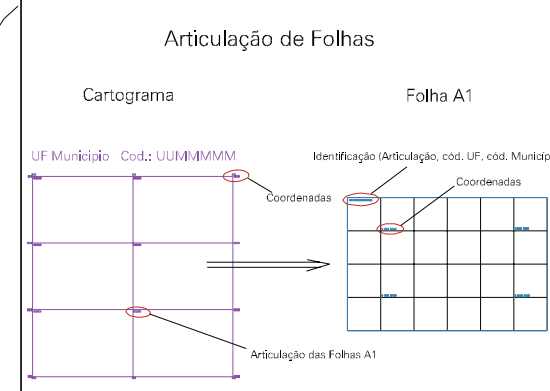 Articulação de Folhas
Cartograma
Folha A1
UF Municipio Cod.: UUMMMMM
Identificação (Articulação, cód. UF, cód. Municíp
Coordenadas
Coordenadas
Articulação das Folhas A1